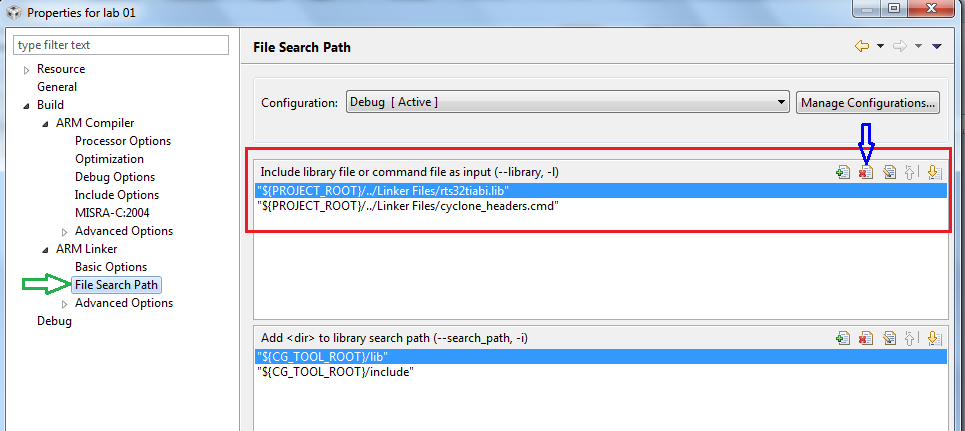 Properties for lab 01
type filter text
Resource
General
Build
ARM Compiler
Processor Options
Optimization
Debug Options
Include Options
MISRA-C:2004
Advanced Options
ARM Linker
Basic Options
File Search Path
Advanced Options
Debug
File Search Path
Configuration: Debug [ Active ] Manage Configurations...
Include library file or command file as input (--library, -l)
"${PROJECT_ROOT}/../Linker Files/rts32tiabi.lib"
"${PROJECT_ROOT}/../Linker Files/cyclone_headers.cmd"
Add <dir> to library search path (--search_path, -i)
"${CG_TOOL_ROOT}/lib"
"${CG_TOOL_ROOT}/include"